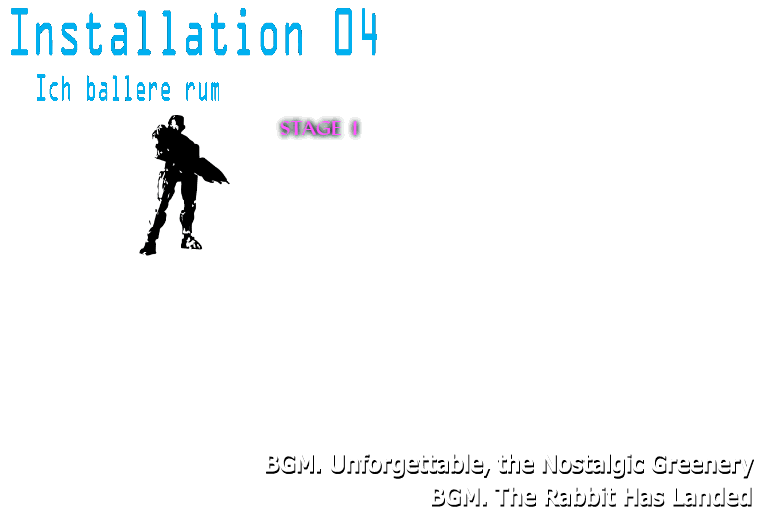 Installation 04
Ich ballere rum
STAGE 1
BGM. Unforgettable, the Nostalgic Greenery
BGM. The Rabbit Has Landed